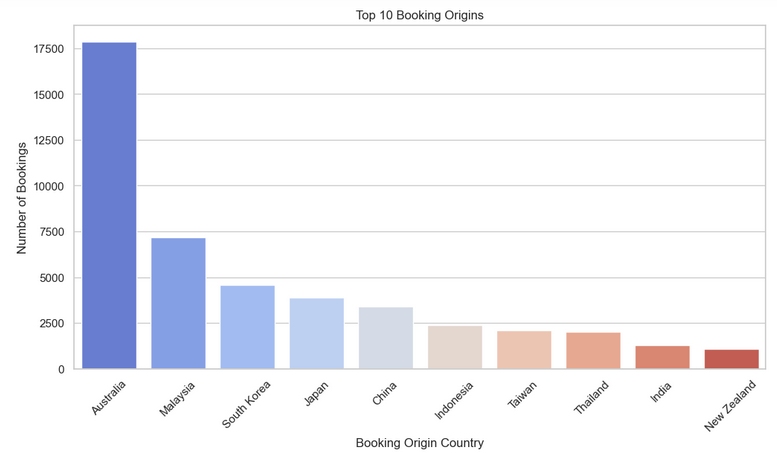 Top 10 Booking Origins
Number of Bookings
17500
15000
12500
10000
7500
5000
2500
0
Australia
Malaysia
South Korea
Japan
China
Indonesia
Taiwan
Thailand
India
New Zealand
Booking Origin Country